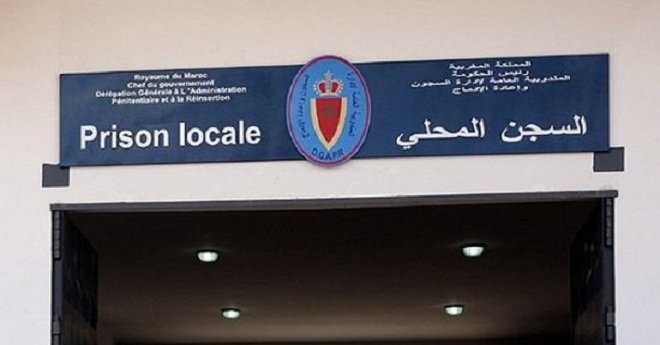 Royaume du Maroc
Chef du gouvernement
Délégation Générale à L'Administration
Pénitentiaire et à la Réinsertion
Prison locale
DGAPR
المملكة المغربية
رئيس الحكومة
المندوبية العامة لإدارة السجون
وإعادة الإدماج
السجن المحلي